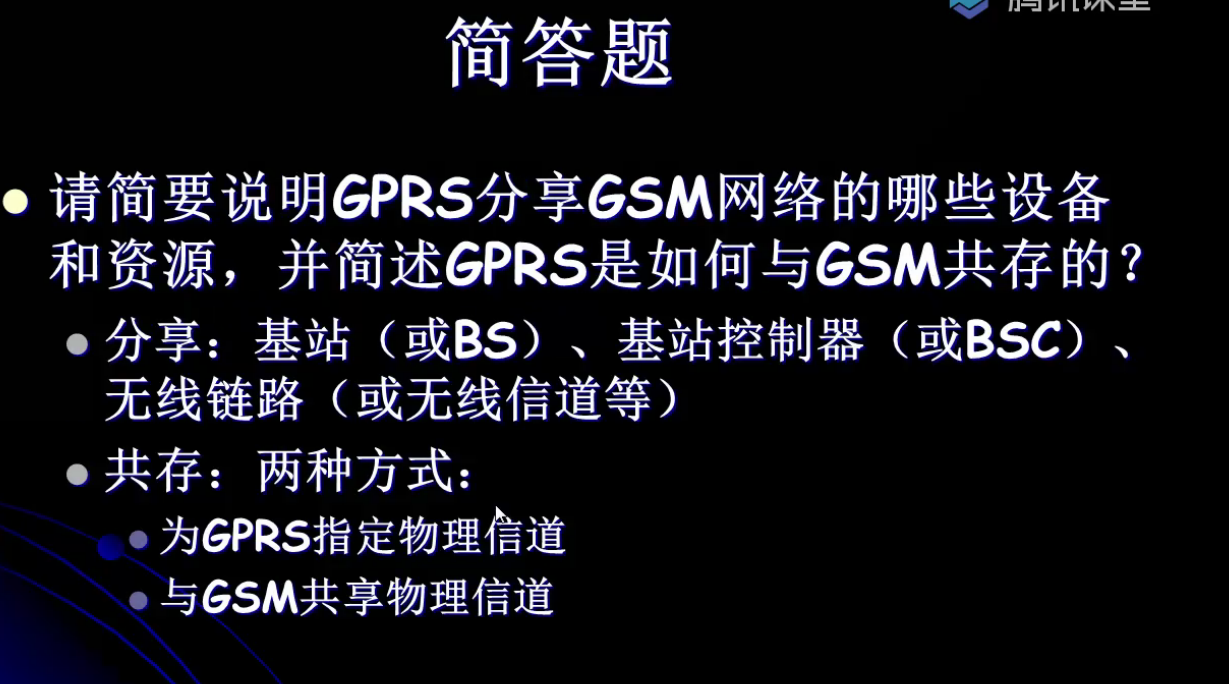 腾讯课堂
简答题
请简要说明GPRS分享GSM网络的哪些设备
和资源，并简述GPRS是如何与GSM共存的？
分享：基站（或BS）、基站控制器（或BSC）、
无线链路（或无线信道等）
共存：两种方式：
为GPRS指定物理信道
与GSM共享物理信道